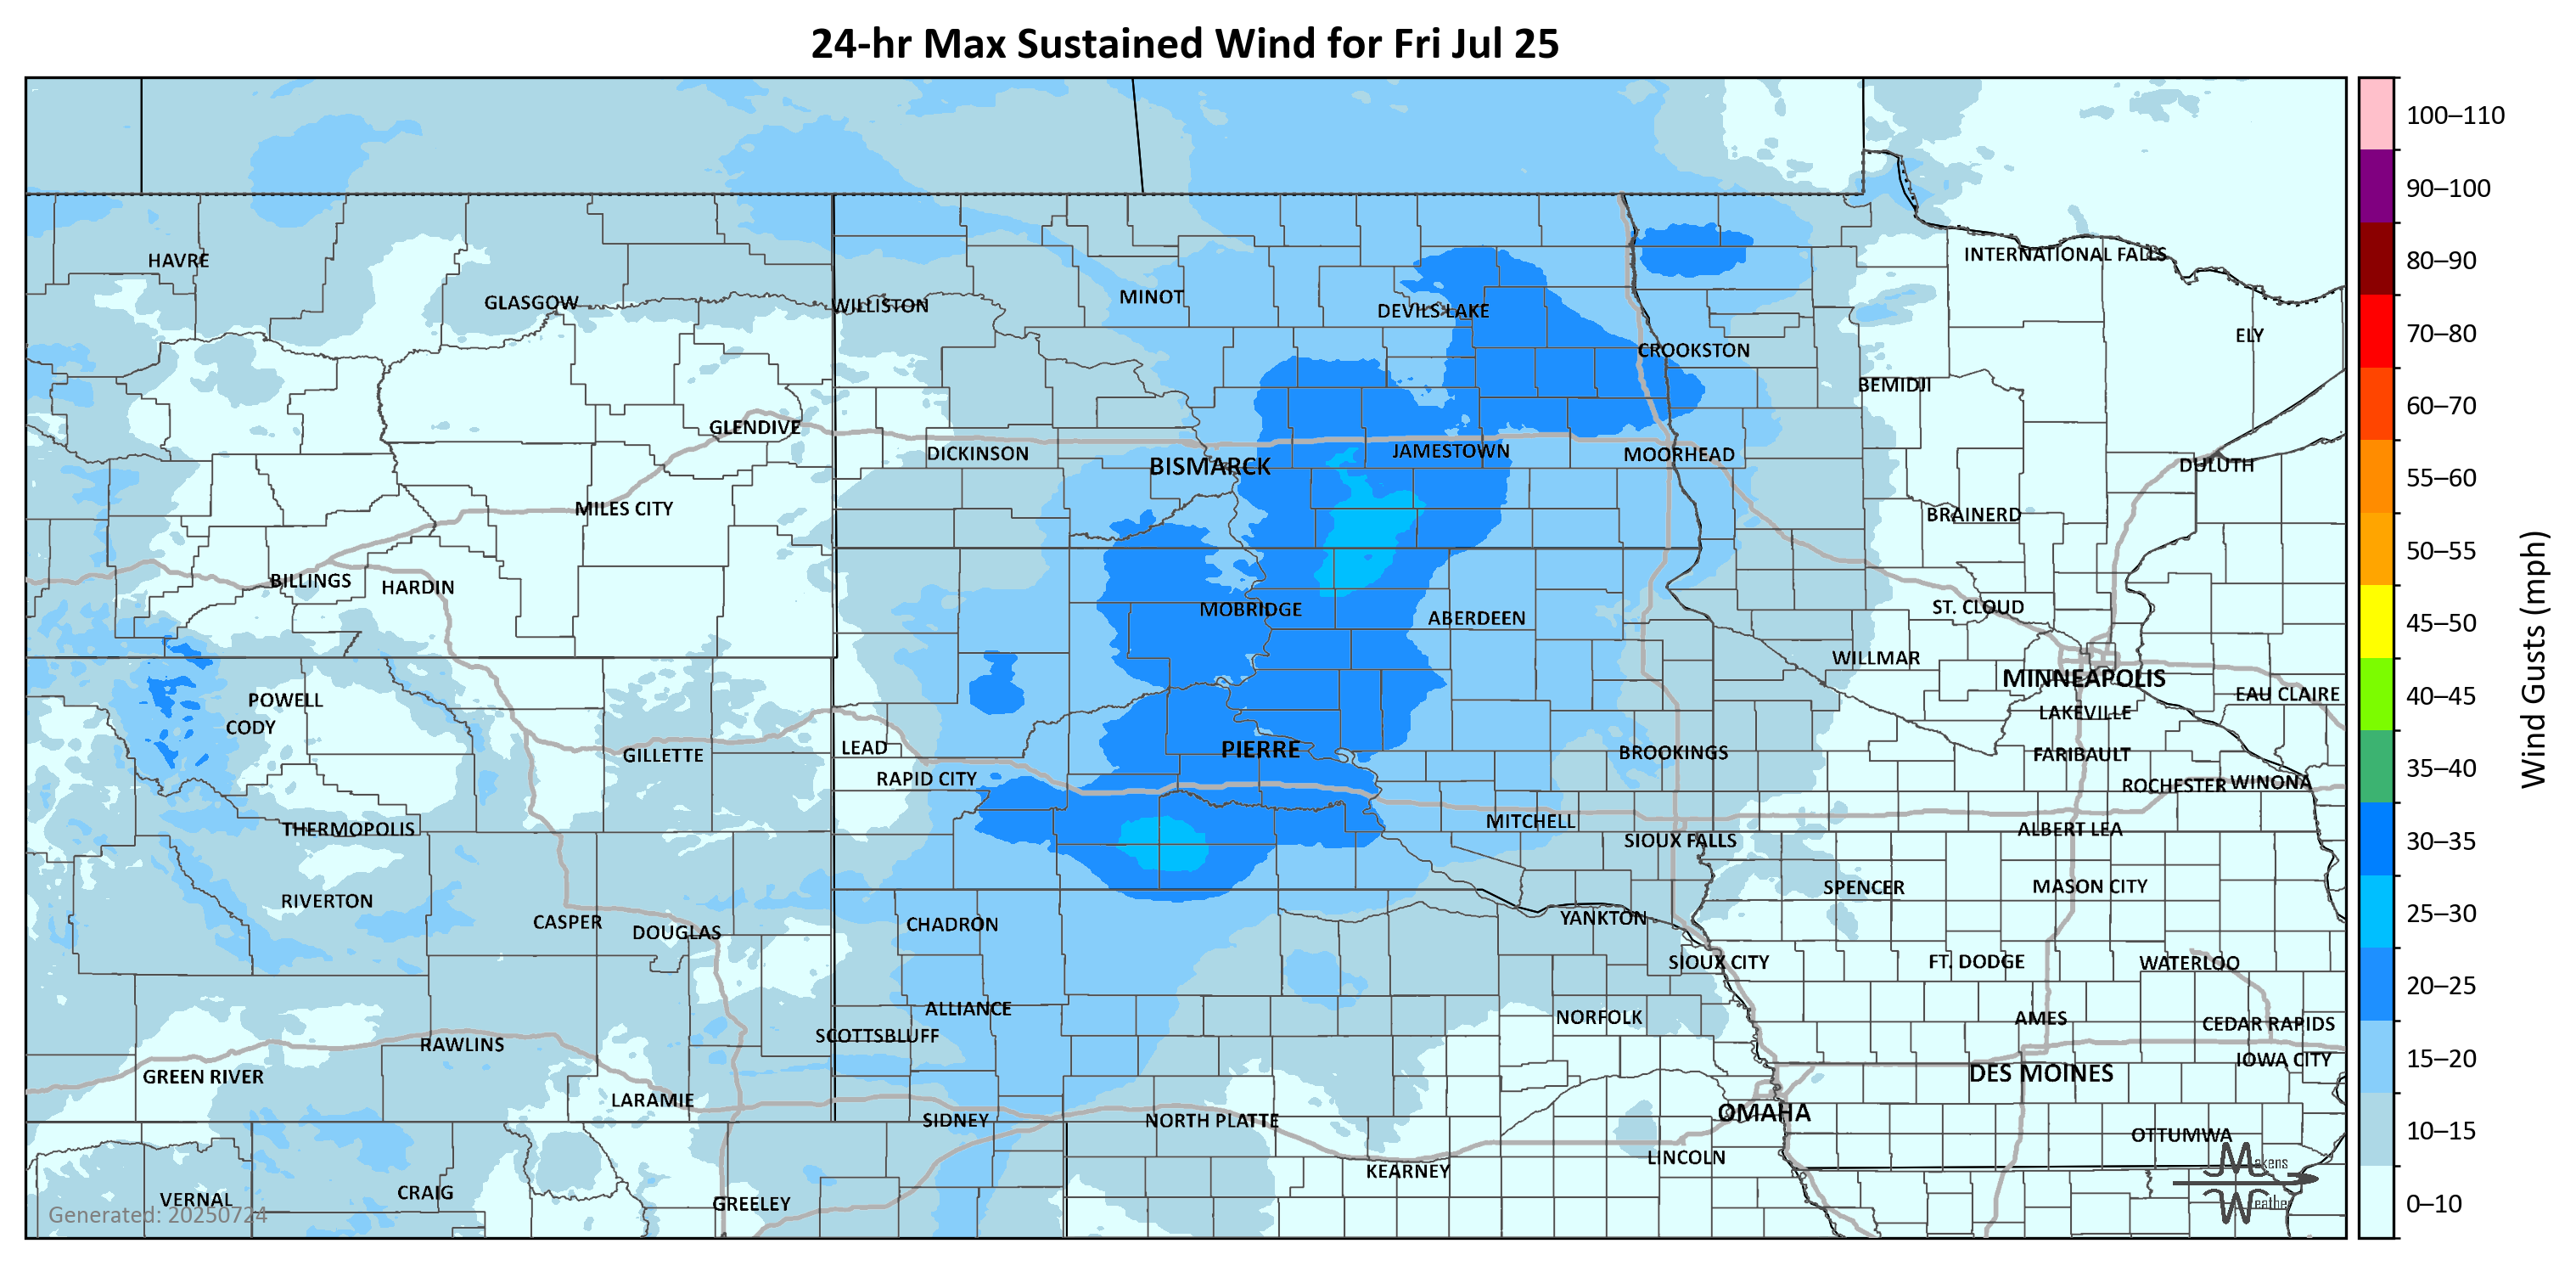 24-hr Max Sustained Wind for Fri Jul 25
100–110
90–100
80–90
70–80
60–70
55–60
50–55
45–50
40–45
35–40
30–35
25–30
20–25
15–20
10–15
0–10
Wind Gusts (mph)
HAVRE
INTERNATIONAL FALLS
GLASGOW
WILLISTON
MINOT
DEVILS LAKE
ELY
CROOKSTON
BEMIDJI
GLENDIVE
DICKINSON
BISMARCK
JAMESTOWN
MOORHEAD
DULUTH
MILES CITY
BRAINERD
BILLINGS
HARDIN
MOBRIDGE
ABERDEEN
ST. CLOUD
WILLMAR
MINNEAPOLIS
EAU CLAIRE
POWELL
CODY
LAKEVILLE
GILLETTE
LEAD
PIERRE
BROOKINGS
FARIBAULT
RAPID CITY
ROCHESTER
WINONA
THERMOPOLIS
MITCHELL
SIOUX FALLS
ALBERT LEA
SPENCER
MASON CITY
RIVERTON
CASPER
DOUGLAS
CHADRON
YANKTON
SIOUX CITY
FT. DODGE
WATERLOO
ALLIANCE
NORFOLK
AMES
CEDAR RAPIDS
SCOTTSBLUFF
RAWLINS
IOWA CITY
GREEN RIVER
DES MOINES
LARAMIE
OMAHA
SIDNEY
NORTH PLATTE
OTTUMWA
LINCOLN
KEARNEY
VERNAL
CRAIG
GREELEY
Generated: 20250724
Makens
Weather